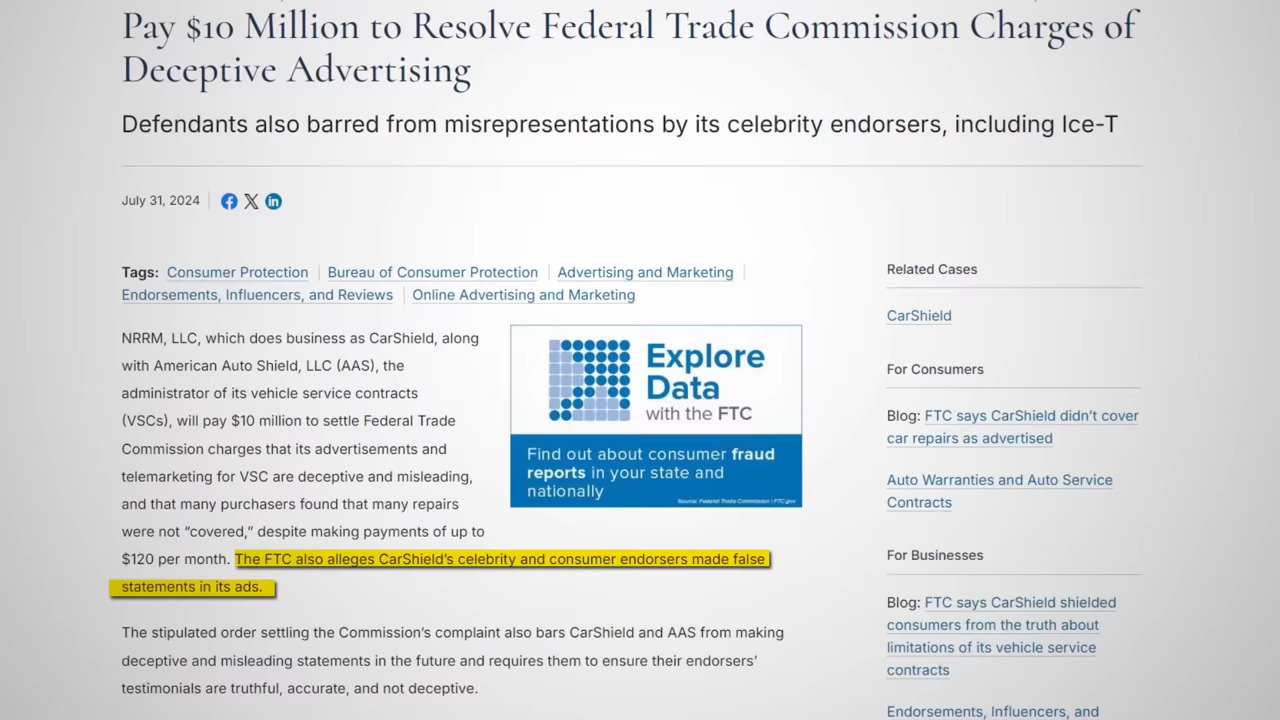 Pay $10 Million to Resolve Federal Trade Commission Charges of
Deceptive Advertising
Defendants also barred from misrepresentations by its celebrity endorsers, including Ice-T
July 31, 2024
Tags: Consumer Protection | Bureau of Consumer Protection | Advertising and Marketing |
Endorsements, Influencers, and Reviews | Online Advertising and Marketing
NRRM, LLC, which does business as CarShield, along
with American Auto Shield, LLC (AAS), the
administrator of its vehicle service contracts
(VSCs), will pay $10 million to settle Federal Trade
Commission charges that its advertisements and
telemarketing for VSC are deceptive and misleading,
and that many purchasers found that many repairs
were not “covered,” despite making payments of up to
$120 per month. The FTC also alleges CarShield’s celebrity and consumer endorsers made false
statements in its ads.
The stipulated order settling the Commission’s complaint also bars CarShield and AAS from making
deceptive and misleading statements in the future and requires them to ensure their endorsers’
testimonials are truthful, accurate, and not deceptive.
Explore
Data
with the FTC
Find out about consumer fraud
reports in your state and
nationally
Source: Federal Trade Commission | FTC.gov
Related Cases
CarShield
For Consumers
Blog: FTC says CarShield didn’t cover
car repairs as advertised
Auto Warranties and Auto Service
Contracts
For Businesses
Blog: FTC says CarShield shielded
consumers from the truth about
limitations of its vehicle service
contracts
Endorsements, Influencers, and